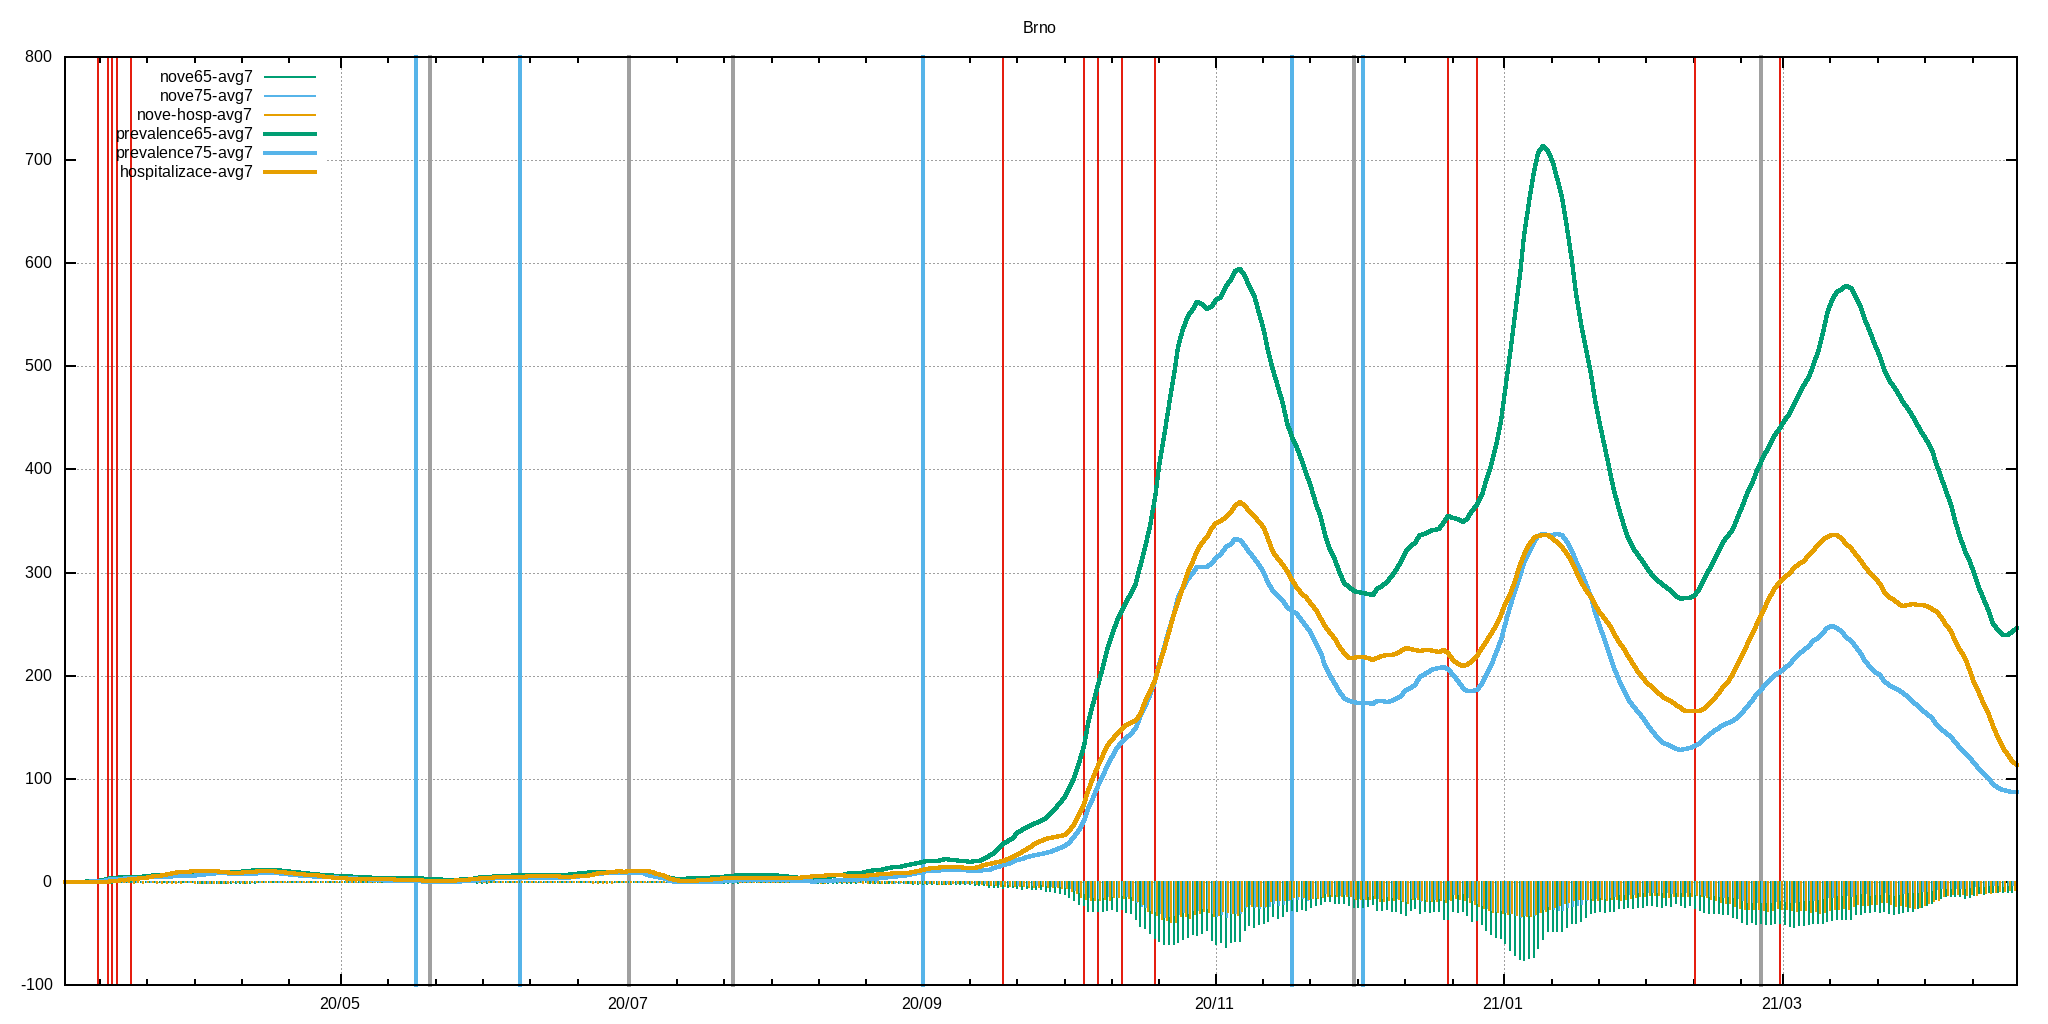 Brno
800
700
600
500
400
300
200
100
0
-100
nove65-avg7
nove75-avg7
nove-hosp-avg7
prevalence65-avg7
prevalence75-avg7
hospitalizace-avg7
20/05 20/07 20/09 20/11 21/01 21/03